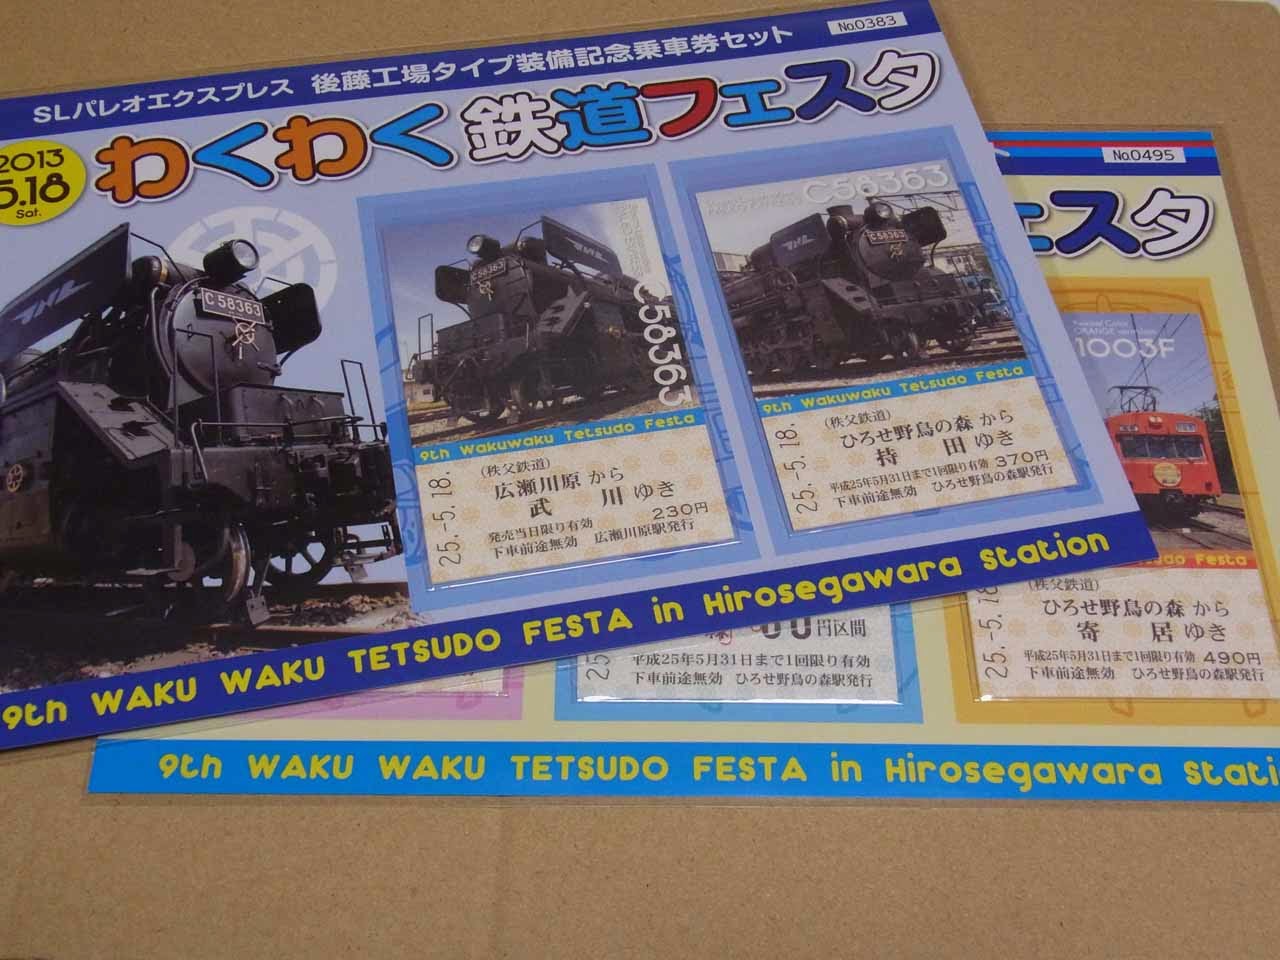 No.0383
SLパレオエクスプレス 後藤工場タイプ装備記念乗車券セット
わくわく鉄道フェスタ
2013
5.18
Sat.
C58363
C58363
C58363
9th Wakuwaku Tetsudo Festa
25.-5.18.
(秩父鉄道)
広瀬川原から
武川ゆき
230円
発売当日限り有効
下車前途無効 広瀬川原駅発行
C58363
C58363
9th Wakuwaku Tetsudo Festa
25.-5.18.
(秩父鉄道)
ひろせ野鳥の森から
持田ゆき
平成25年5月31日まで1回限り有効 370円
下車前途無効 ひろせ野鳥の森駅発行
9th WAKU WAKU TETSUDO FESTA in Hirosegawara Station
No.0495
ェスタ
ORANGE
1003F
Festa
25.-5.18
(秩父鉄道)
ひろせ野鳥の森から
寄居ゆき
平成25年5月31日まで1回限り有効 490円
下車前途無効 ひろせ野鳥の森駅発行
円区間
平成25年5月31日まで1回限り有効
下車前途無効 ひろせ野鳥の森駅発行
9th WAKU WAKU TETSUDO FESTA in Hirosegawara Stati